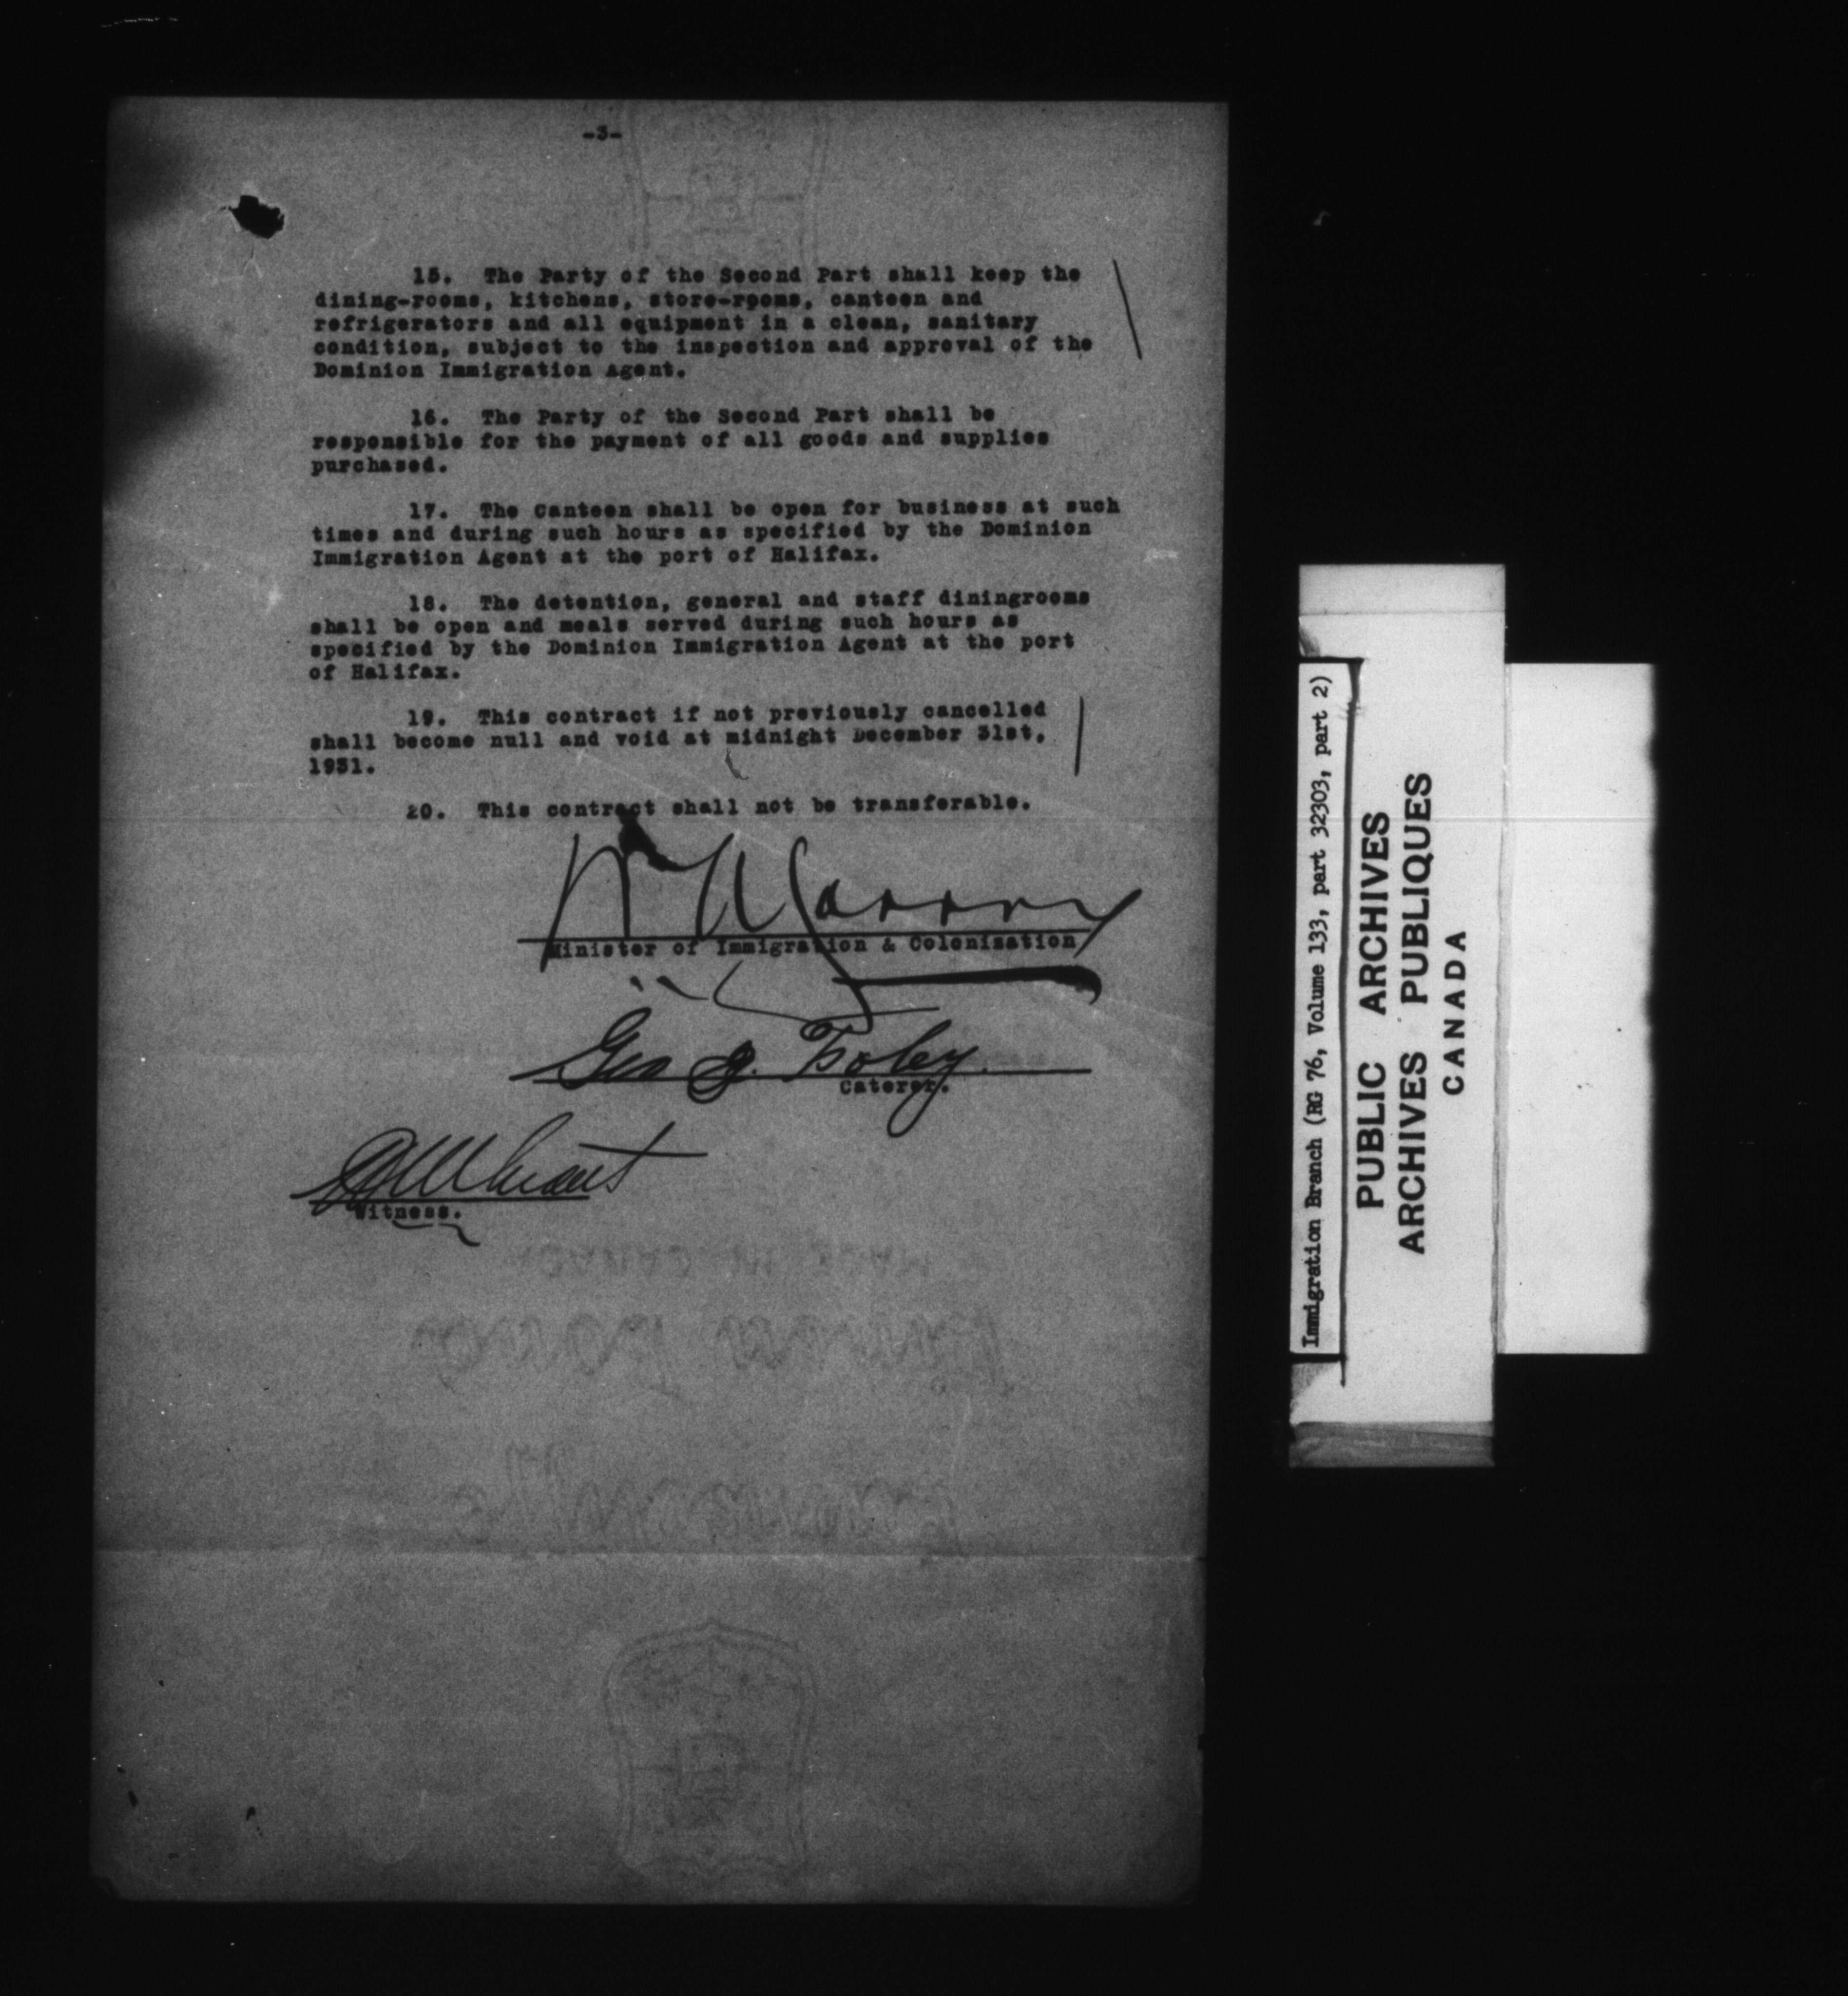 -3-
15. The Party of the Second Part shall keep the
dining-rooms, kitchens, store-rooms, canteen and
refrigerators and all equipment in a clean, sanitary
condition, subject to the inspection and approval of the
Dominion Immigration Agent.
16. The Party of the Second Part shall be
responsible for the payment of all goods and supplies
purchased.
17. The Canteen shall be open for business at such
times and during such hours as specified by the Dominion
Immigration Agent at the port of Halifax.
18. The detention, general and staff diningrooms
shall be open and meals served during such hours as
specified by the Dominion Immigration Agent at the port
of Halifax.
19. This contract if not previously cancelled
shall become null and void at midnight December 31st,
1931.
20. This contract shall not be transferable.
Minister of Immigration & Colonization
Geo J. Foley.
Caterer.
Witness.
MADE IN CANADA
Immigration Branch (RG 76, Volume 133, part 32303, part 2)
PUBLIC ARCHIVES
ARCHIVES PUBLIQUES
CANADA